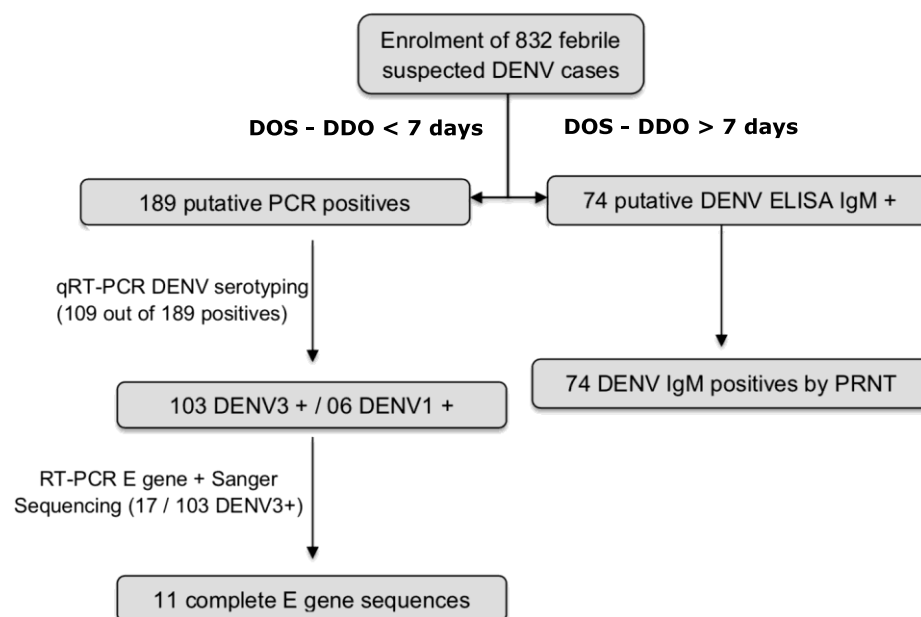 Enrolment of 832 febrile
suspected DENV cases
DOS - DDO < 7 days
DOS - DDO > 7 days
189 putative PCR positives
74 putative DENV ELISA IgM +
qRT-PCR DENV serotyping
(109 out of 189 positives)
74 DENV IgM positives by PRNT
103 DENV3 + / 06 DENV1 +
RT-PCR E gene + Sanger
Sequencing (17 / 103 DENV3+)
11 complete E gene sequences